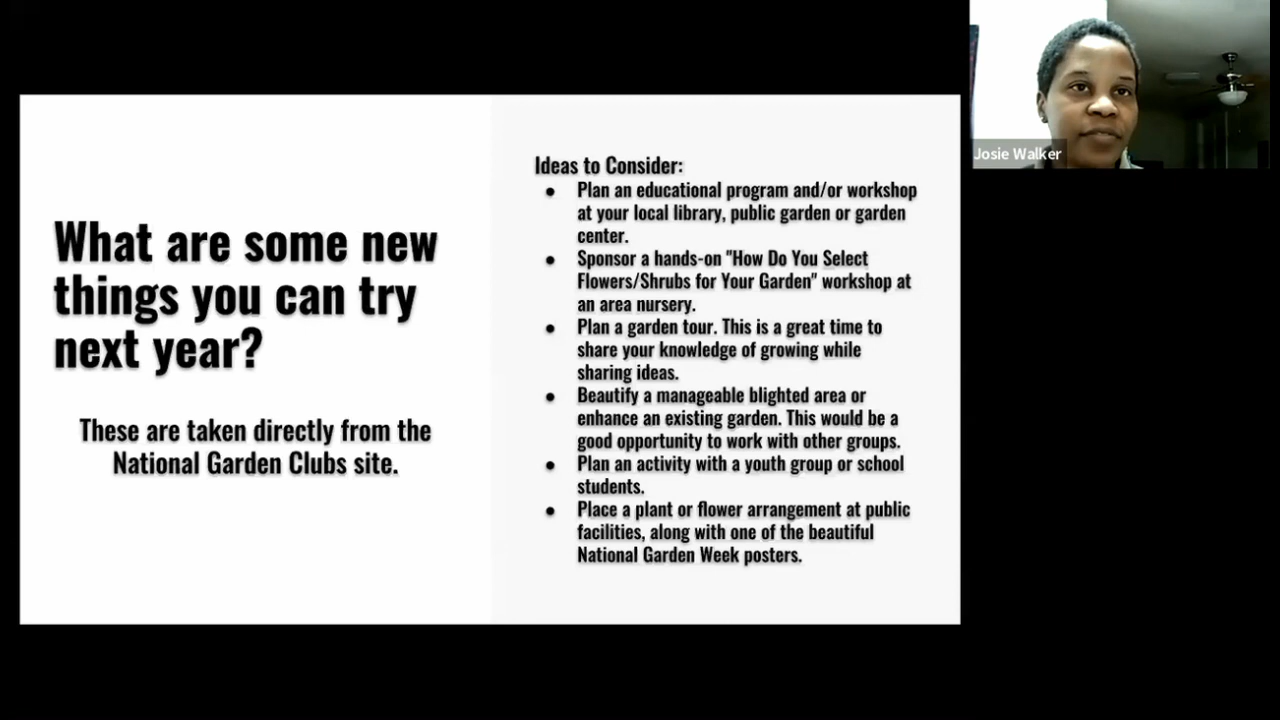 What are some new
things you can try
next year?
These are taken directly from the
National Garden Clubs site.
Ideas to Consider:
● Plan an educational program and/or workshop
at your local library, public garden or garden
center.
● Sponsor a hands-on "How Do You Select
Flowers/Shrubs for Your Garden" workshop at
an area nursery.
● Plan a garden tour. This is a great time to
share your knowledge of growing while
sharing ideas.
● Beautify a manageable blighted area or
enhance an existing garden. This would be a
good opportunity to work with other groups.
● Plan an activity with a youth group or school
students.
● Place a plant or flower arrangement at public
facilities, along with one of the beautiful
National Garden Week posters.
Josie Walker